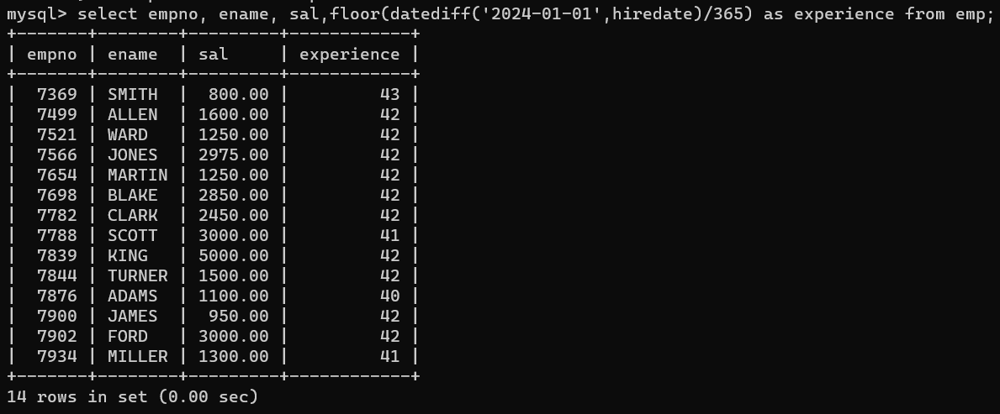 mysql> select empno, ename, sal,floor(datediff('2024-01-01',hiredate)/365) as experience from emp;
+-------+--------+---------+------------+
| empno | ename  | sal     | experience |
+-------+--------+---------+------------+
|  7369 | SMITH  |  800.00 |         43 |
|  7499 | ALLEN  | 1600.00 |         42 |
|  7521 | WARD   | 1250.00 |         42 |
|  7566 | JONES  | 2975.00 |         42 |
|  7654 | MARTIN | 1250.00 |         42 |
|  7698 | BLAKE  | 2850.00 |         42 |
|  7782 | CLARK  | 2450.00 |         42 |
|  7788 | SCOTT  | 3000.00 |         41 |
|  7839 | KING   | 5000.00 |         42 |
|  7844 | TURNER | 1500.00 |         42 |
|  7876 | ADAMS  | 1100.00 |         40 |
|  7900 | JAMES  |  950.00 |         42 |
|  7902 | FORD   | 3000.00 |         42 |
|  7934 | MILLER | 1300.00 |         41 |
+-------+--------+---------+------------+
14 rows in set (0.00 sec)